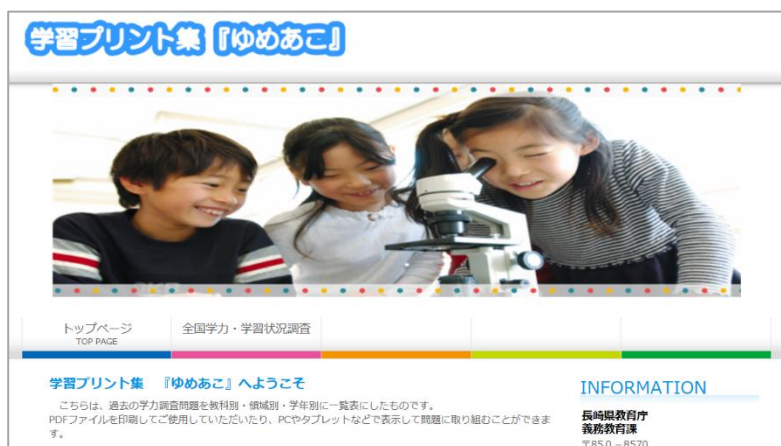 学習プリント集『ゆめあこ』
トップページ
TOP PAGE
全国学力・学習状況調査
学習プリント集　『ゆめあこ』へようこそ
こちらは、過去の学力調査問題を教科別・領域別・学年別に一覧表にしたものです。
PDFファイルを印刷してご使用していただいたり、PCやタブレットなどで表示して問題に取り組むことができま
す。
INFORMATION
長崎県教育庁
義務教育課
〒850－8570